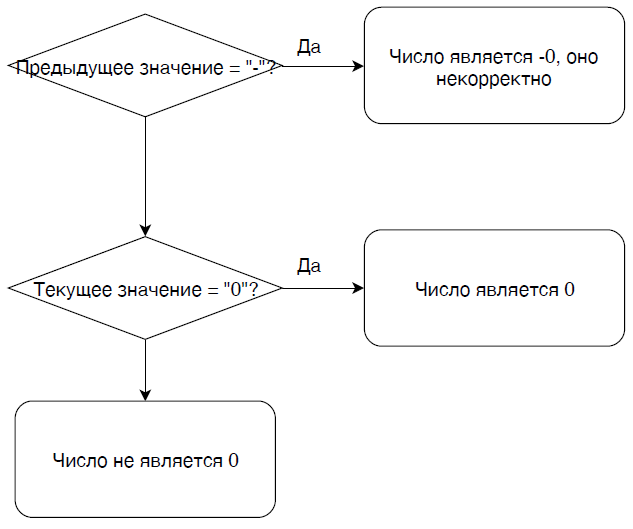 Предыдущее значение = "-"?
Да
Число является -0, оно
некорректно
Текущее значение = "0"?
Да
Число является 0
Число не является 0